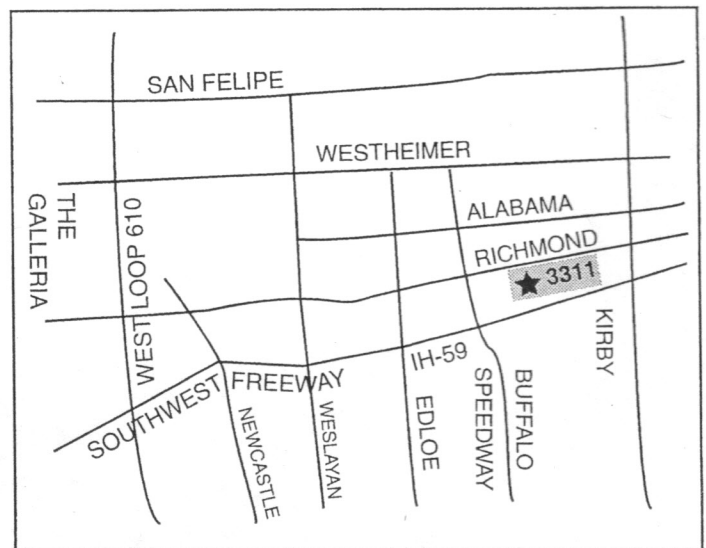 SAN FELIPE
WESTHEIMER
ALABAMA
RICHMOND
★ 3311
THE
GALLERIA
WEST LOOP 610
IH-59
SOUTHWEST FREEWAY
NEWCASTLE
WESLAYAN
EDLOE
BUFFALO
SPEEDWAY
KIRBY